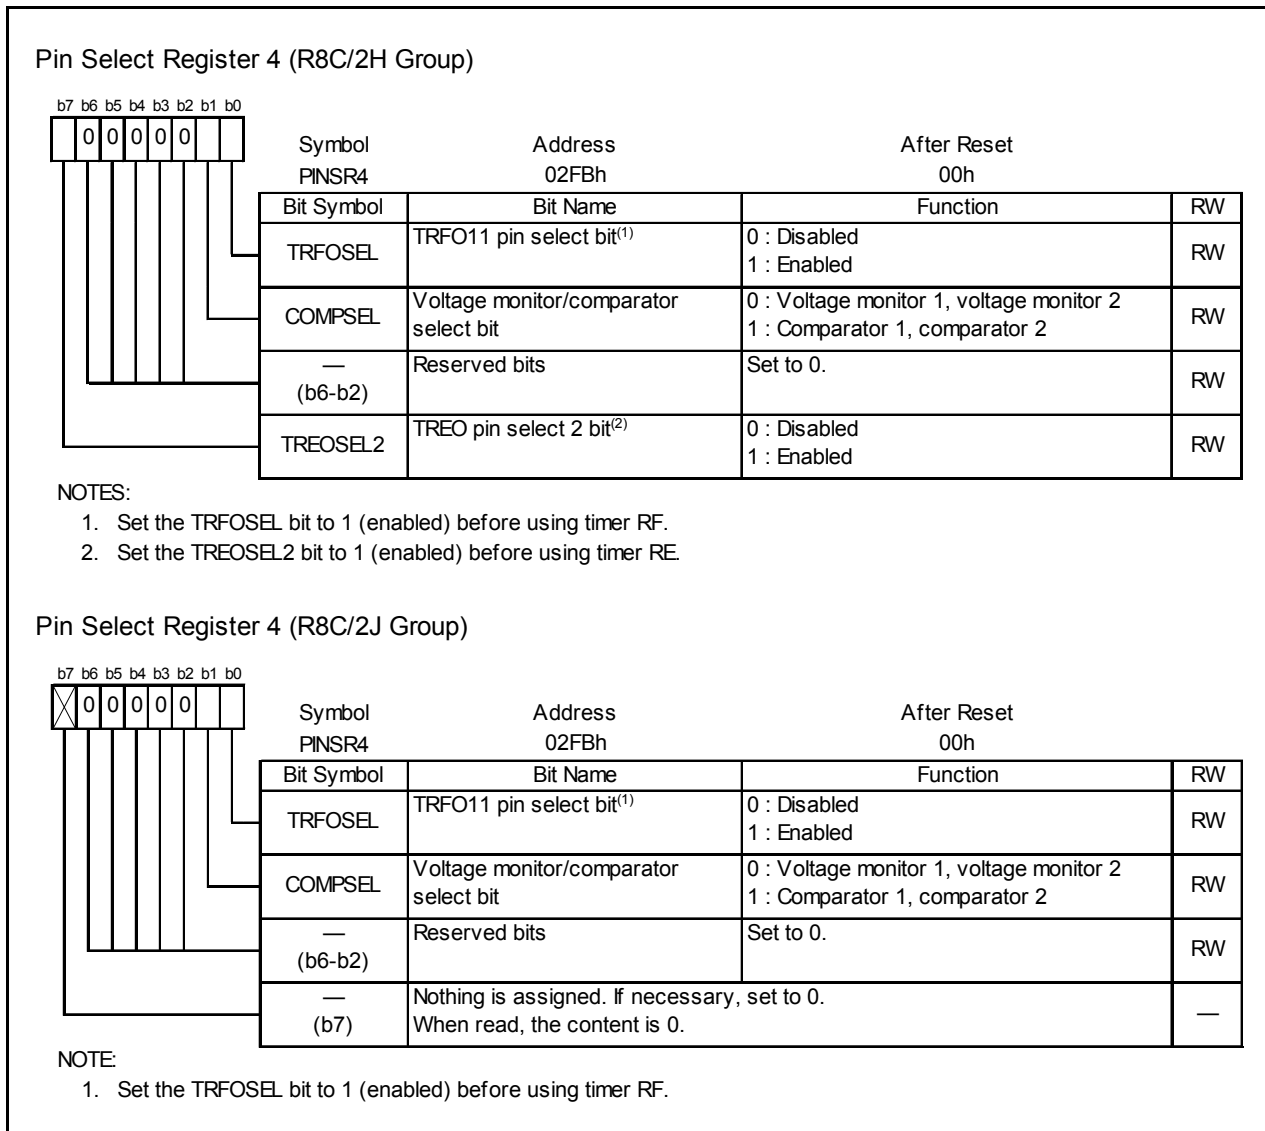 Pin Select Register 4 (R8C/2H Group)
b7 b6 b5 b4 b3 b2 b1 b0
0 0 0 0 0
Symbol Address After Reset
PINSR4 02FBh 00h
Bit Symbol Bit Name Function RW
TRFOSEL TRFO11 pin select bit(1) 0 : Disabled RW
1 : Enabled
COMPSEL Voltage monitor/comparator 0 : Voltage monitor 1, voltage monitor 2 RW
select bit 1 : Comparator 1, comparator 2
— Reserved bits Set to 0. RW
(b6-b2)
TREOSEL2 TREO pin select 2 bit(2) 0 : Disabled RW
1 : Enabled
NOTES:
1. Set the TRFOSEL bit to 1 (enabled) before using timer RF.
2. Set the TREOSEL2 bit to 1 (enabled) before using timer RE.
Pin Select Register 4 (R8C/2J Group)
b7 b6 b5 b4 b3 b2 b1 b0
0 0 0 0 0
Symbol Address After Reset
PINSR4 02FBh 00h
Bit Symbol Bit Name Function RW
TRFOSEL TRFO11 pin select bit(1) 0 : Disabled RW
1 : Enabled
COMPSEL Voltage monitor/comparator 0 : Voltage monitor 1, voltage monitor 2 RW
select bit 1 : Comparator 1, comparator 2
— Reserved bits Set to 0. RW
(b6-b2)
— Nothing is assigned. If necessary, set to 0. —
(b7) When read, the content is 0.
NOTE:
1. Set the TRFOSEL bit to 1 (enabled) before using timer RF.